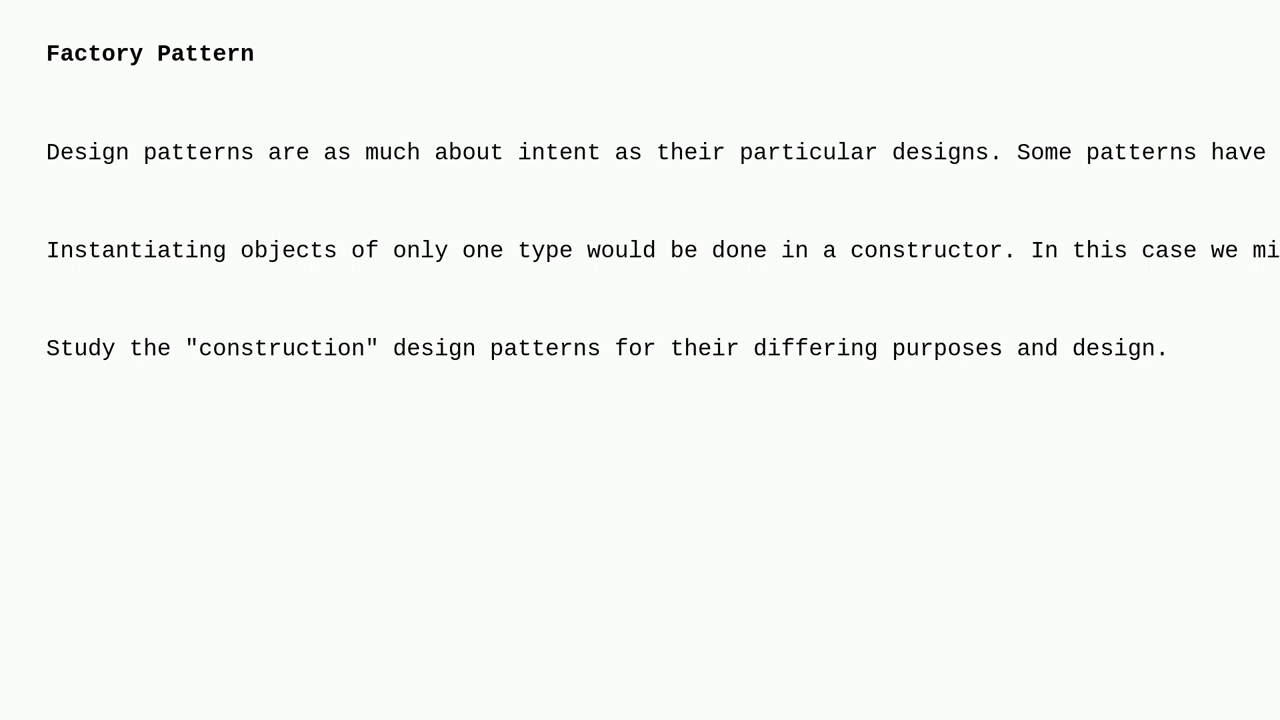 Factory Pattern
Design patterns are as much about intent as their particular designs. Some patterns have
Instantiating objects of only one type would be done in a constructor. In this case we mi
Study the "construction" design patterns for their differing purposes and design.